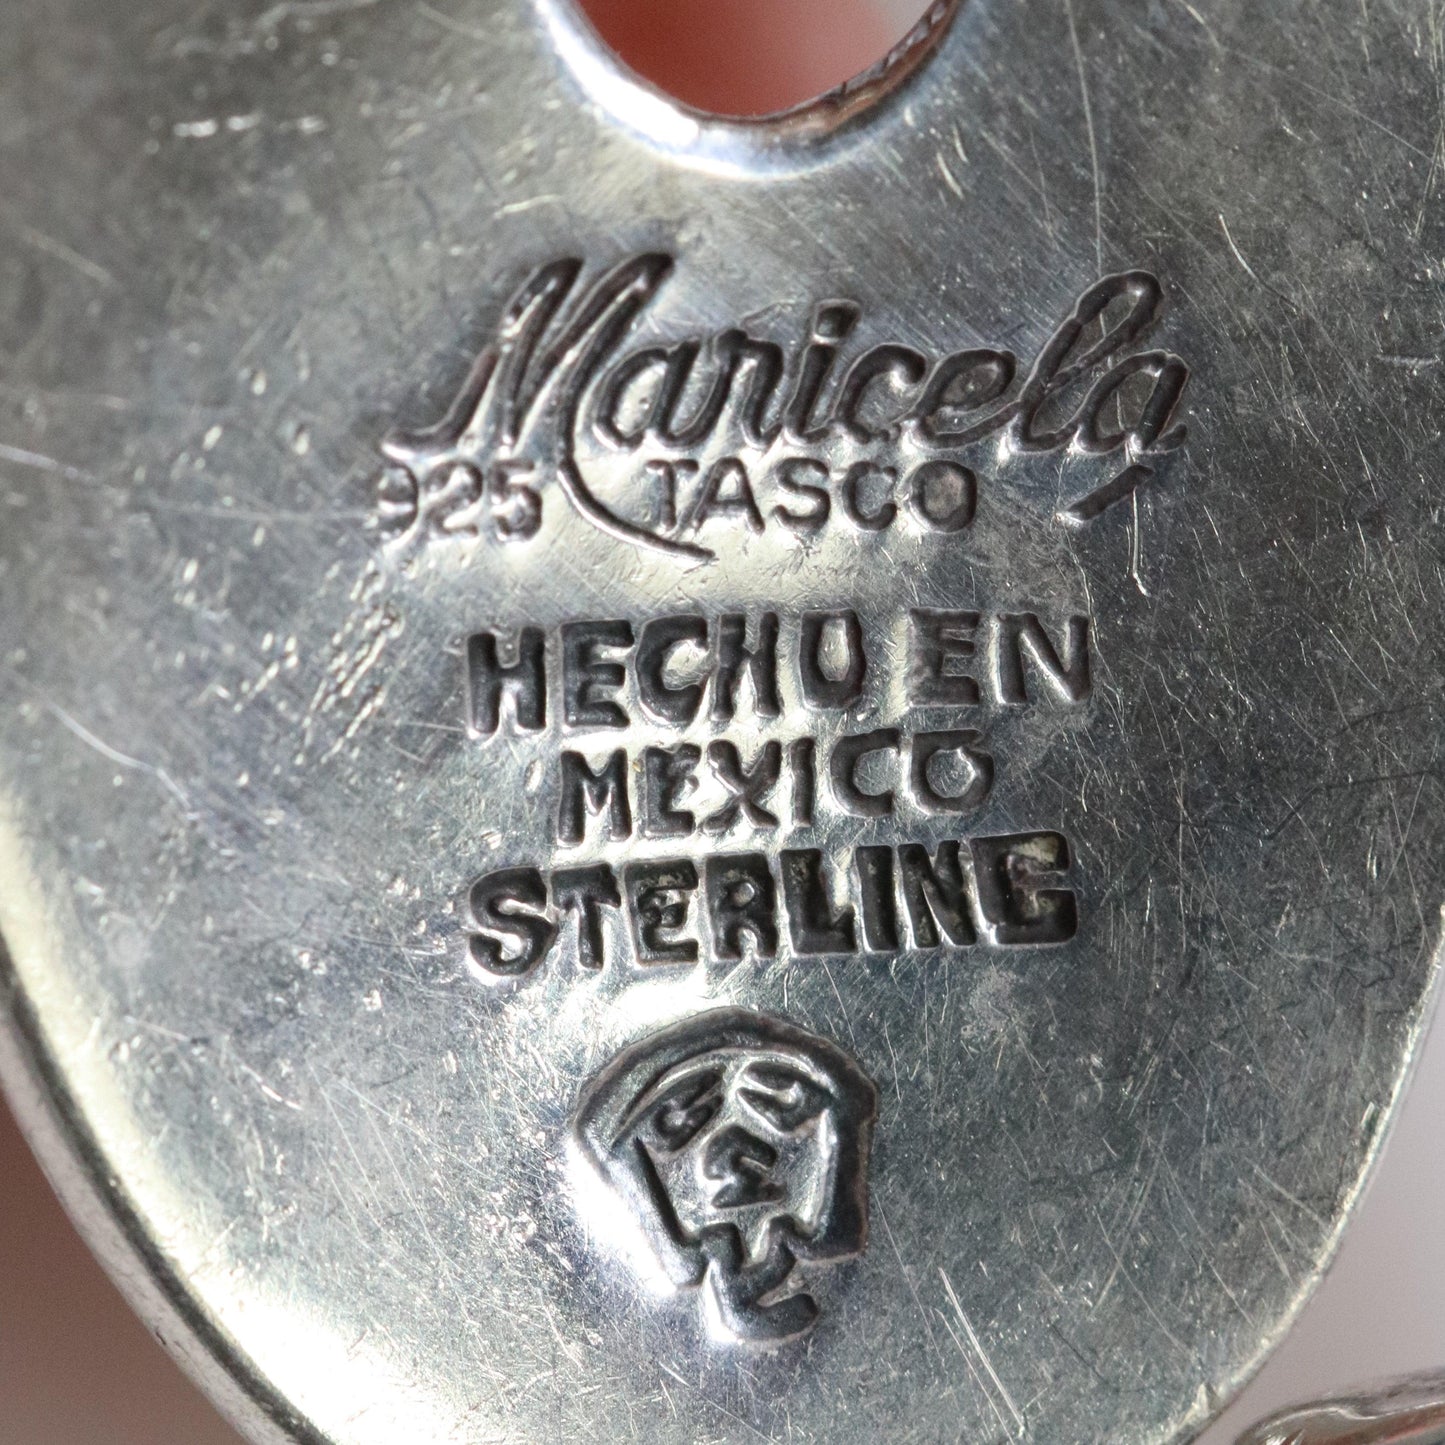 Maricela
925 TASCO
HECHO EN
MEXICO
STERLING